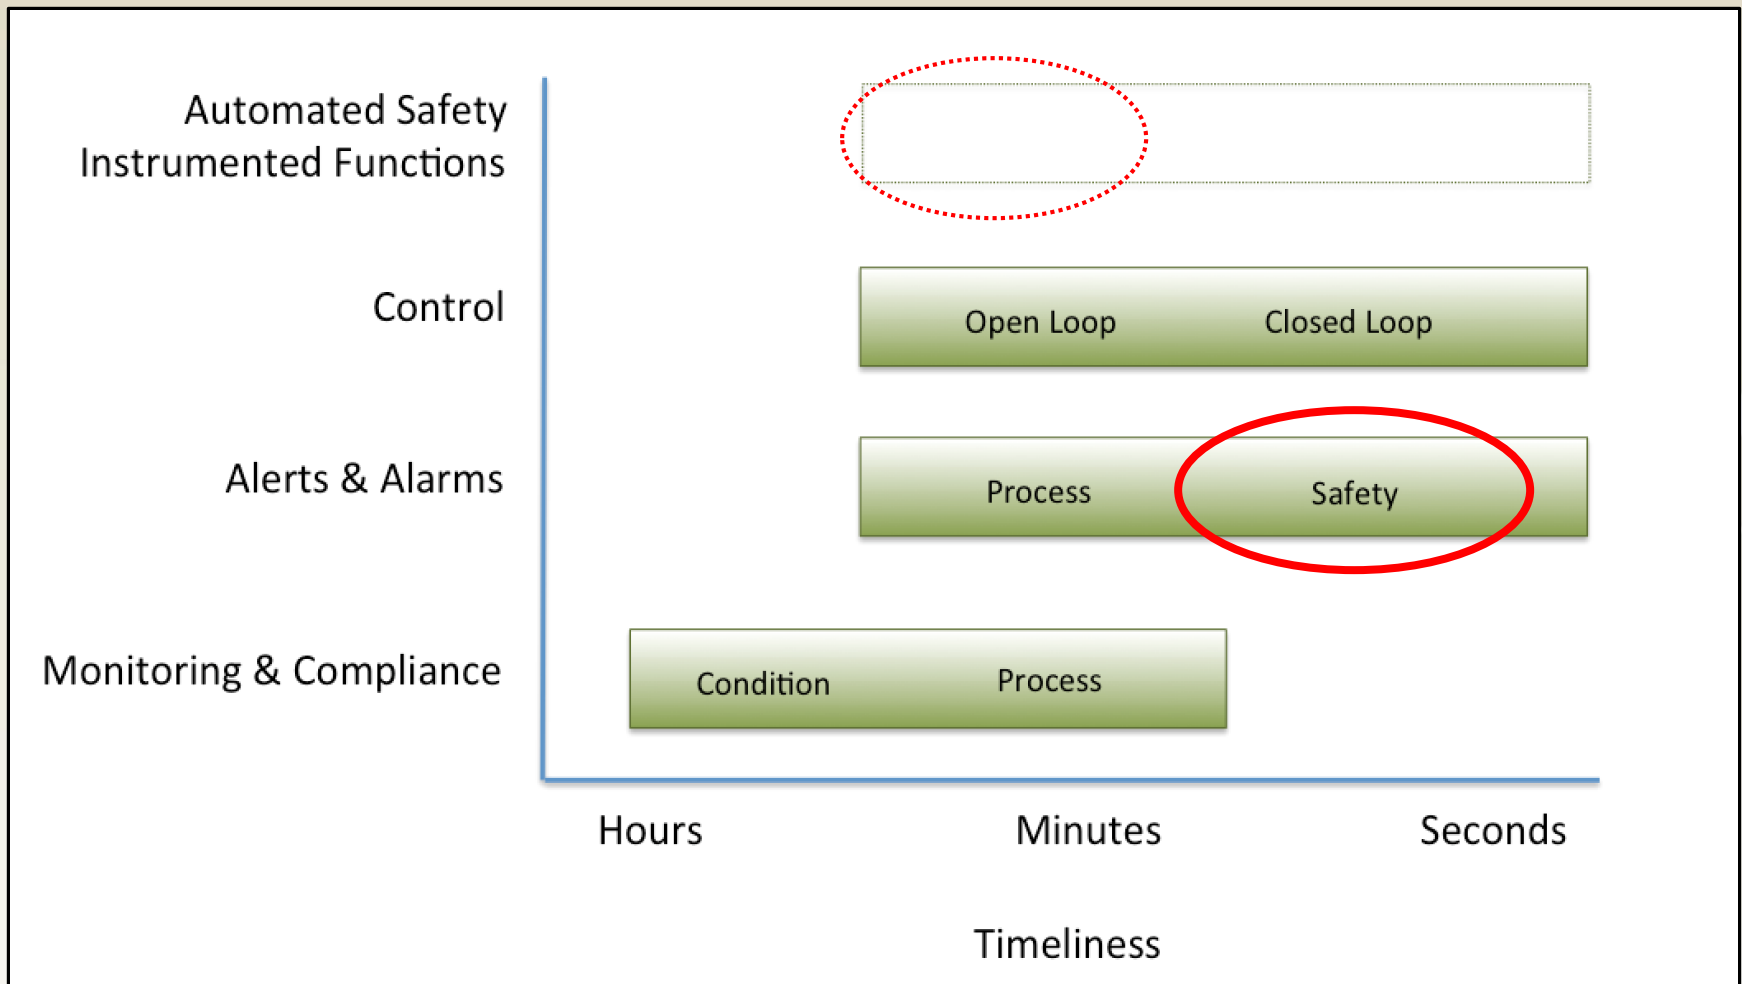 Automated Safety
Instrumented Functions
Control
Open Loop
Closed Loop
Alerts & Alarms
Process
Safety
Monitoring & Compliance
Condition
Process
Hours
Minutes
Seconds
Timeliness